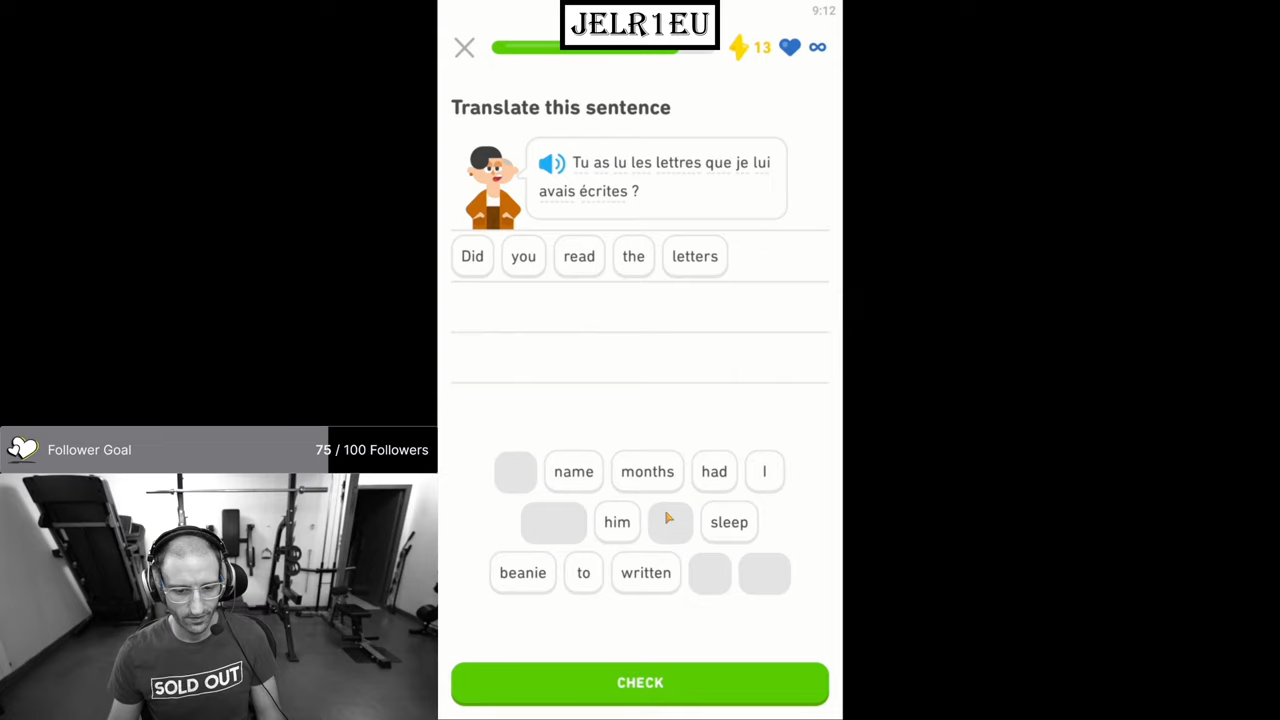 JELR1EU
9:12
13
Translate this sentence
Tu as lu les lettres que je lui
avais écrites ?
Did you read the letters
Follower Goal 75 / 100 Followers
name months had I
him sleep
beanie to written
SOLD OUT
CHECK